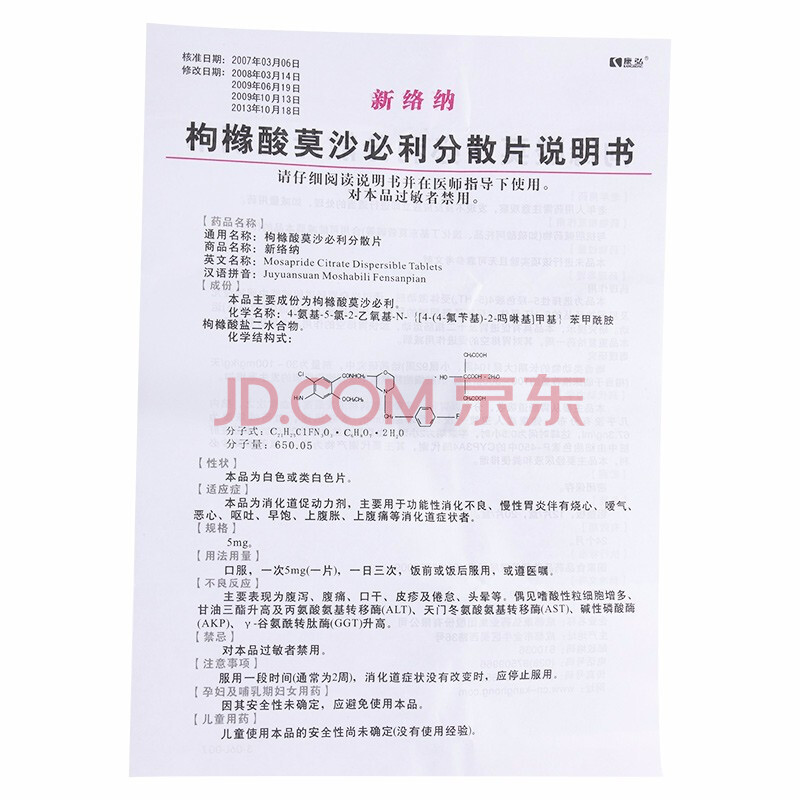 核准日期：2007年03月06日
修改日期：2008年03月14日
2009年06月19日
2009年10月13日
2013年10月18日
康弘®
新络纳
枸橼酸莫沙必利分散片说明书
请仔细阅读说明书并在医师指导下使用。
对本品过敏者禁用。
【药品名称】
通用名称：枸橼酸莫沙必利分散片
商品名称：新络纳
英文名称：Mosapride Citrate Dispersible Tablets
汉语拼音：Juyuansuan Moshabili Fensanpian
【成份】
本品主要成份为枸橼酸莫沙必利。
化学名称：4-氨基-5-氯-2-乙氧基-N-｛[4-(4-氟苄基)-2-吗啉基]甲基｝苯甲酰胺
枸橼酸盐二水合物。
化学结构式：
JD.COM 京东
分子式：C₂₁H₂₅ClFN₃O₃·C₆H₈O₇·2H₂O
分子量：650.05
【性状】
本品为白色或类白色片。
【适应症】
本品为消化道促动力剂，主要用于功能性消化不良、慢性胃炎伴有烧心、嗳气、
恶心、呕吐、早饱、上腹胀、上腹痛等消化道症状者。
【规格】
5mg。
【用法用量】
口服，一次5mg(一片)，一日三次，饭前或饭后服用，或遵医嘱。
【不良反应】
主要表现为腹泻、腹痛、口干、皮疹及倦怠、头晕等。偶见嗜酸性粒细胞增多、
甘油三酯升高及丙氨酸氨基转移酶(ALT)、天门冬氨酸氨基转移酶(AST)、碱性磷酸酶
(AKP)、γ-谷氨酰转肽酶(GGT)升高。
【禁忌】
对本品过敏者禁用。
【注意事项】
服用一段时间(通常为2周)，消化道症状没有改变时，应停止服用。
【孕妇及哺乳期妇女用药】
因其安全性未确定，应避免使用本品。
【儿童用药】
儿童使用本品的安全性尚未确定(没有使用经验)。